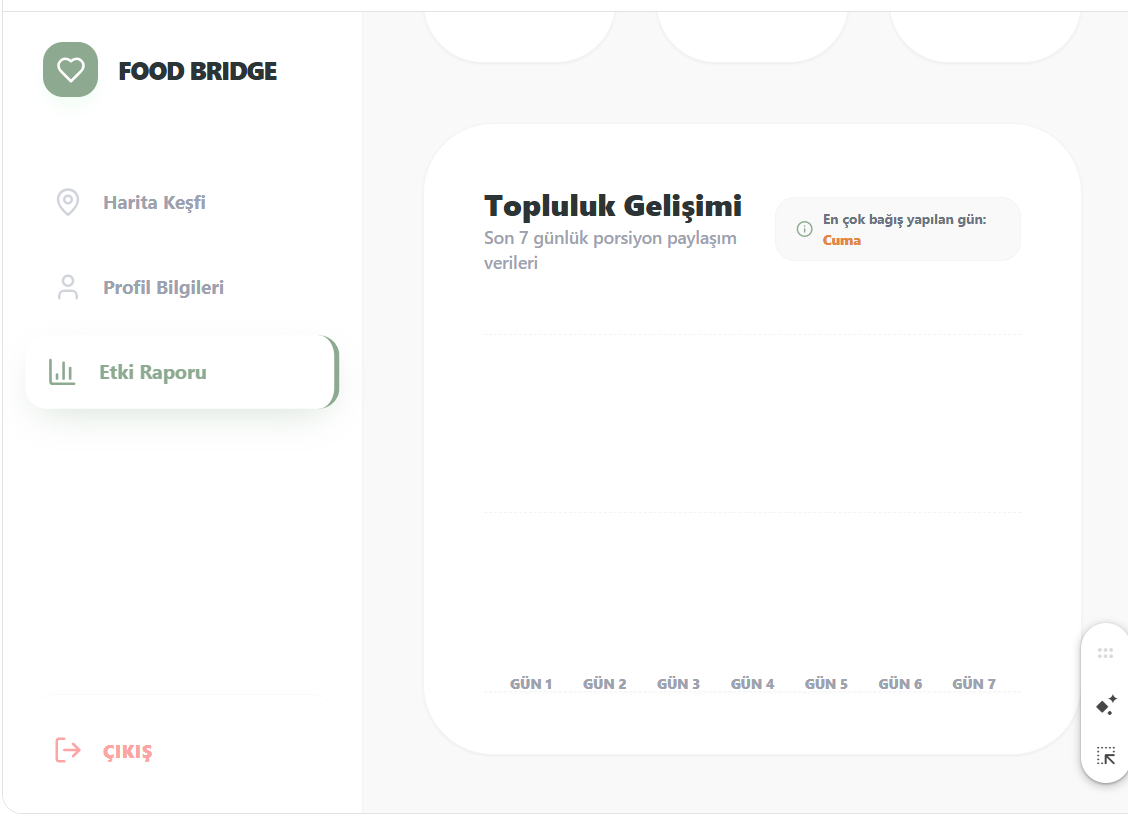 FOOD BRIDGE
Harita Keşfi
Profil Bilgileri
Etki Raporu
ÇIKIŞ
Topluluk Gelişimi
Son 7 günlük porsiyon paylaşım
verileri
En çok bağış yapılan gün:
Cuma
GÜN 1 GÜN 2 GÜN 3 GÜN 4 GÜN 5 GÜN 6 GÜN 7